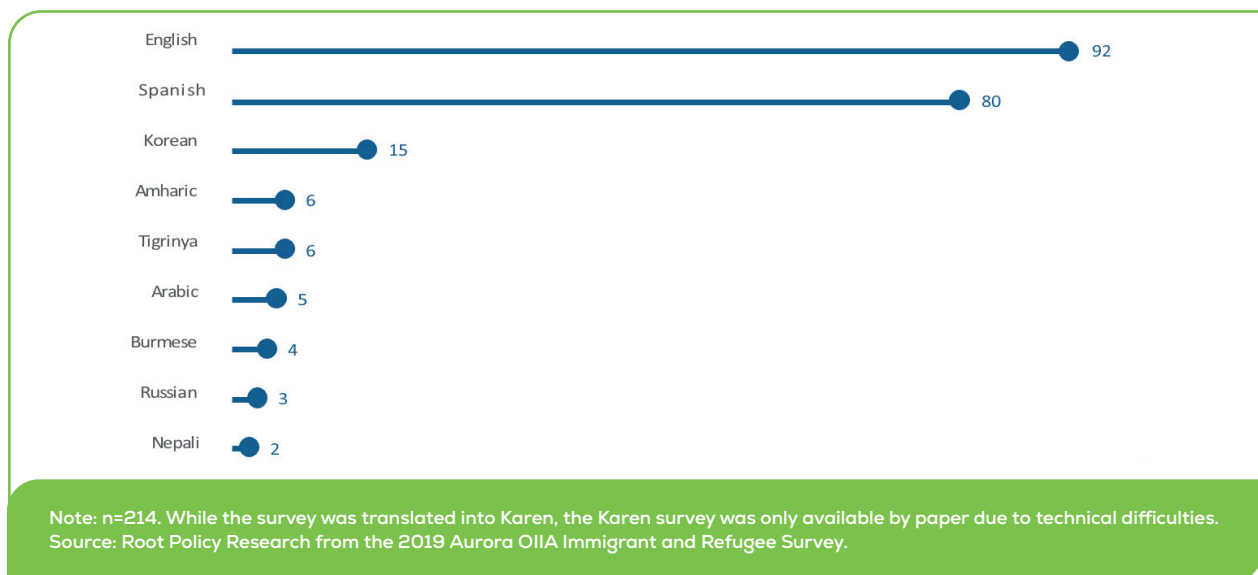 English 92
Spanish 80
Korean 15
Amharic 6
Tigrinya 6
Arabic 5
Burmese 4
Russian 3
Nepali 2
Note: n=214. While the survey was translated into Karen, the Karen survey was only available by paper due to technical difficulties.
Source: Root Policy Research from the 2019 Aurora OIIA Immigrant and Refugee Survey.